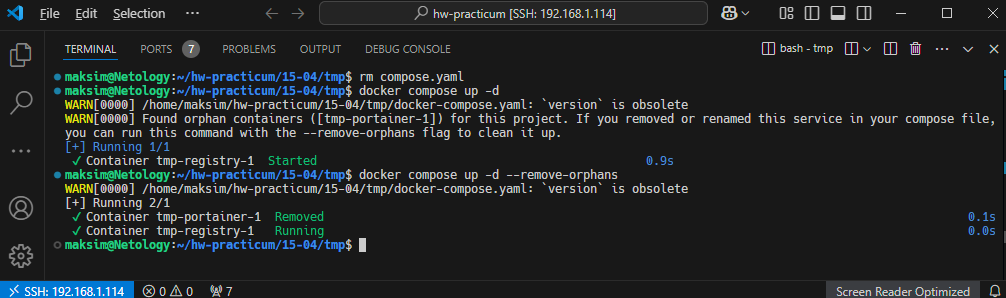 File Edit Selection ... hw-practicum [SSH: 192.168.1.114]
TERMINAL PORTS 7 PROBLEMS OUTPUT DEBUG CONSOLE bash - tmp
maksim@Netology:~/hw-practicum/15-04/tmp$ rm compose.yaml
maksim@Netology:~/hw-practicum/15-04/tmp$ docker compose up -d
WARN[0000] /home/maksim/hw-practicum/15-04/tmp/docker-compose.yaml: `version` is obsolete
WARN[0000] Found orphan containers ([tmp-portainer-1]) for this project. If you removed or renamed this service in your compose file,
you can run this command with the --remove-orphans flag to clean it up.
[+] Running 1/1
✓ Container tmp-registry-1 Started 0.9s
maksim@Netology:~/hw-practicum/15-04/tmp$ docker compose up -d --remove-orphans
WARN[0000] /home/maksim/hw-practicum/15-04/tmp/docker-compose.yaml: `version` is obsolete
[+] Running 2/1
✓ Container tmp-portainer-1 Removed 0.1s
✓ Container tmp-registry-1 Running 0.0s
maksim@Netology:~/hw-practicum/15-04/tmp$
SSH: 192.168.1.114 0 0 7 Screen Reader Optimized